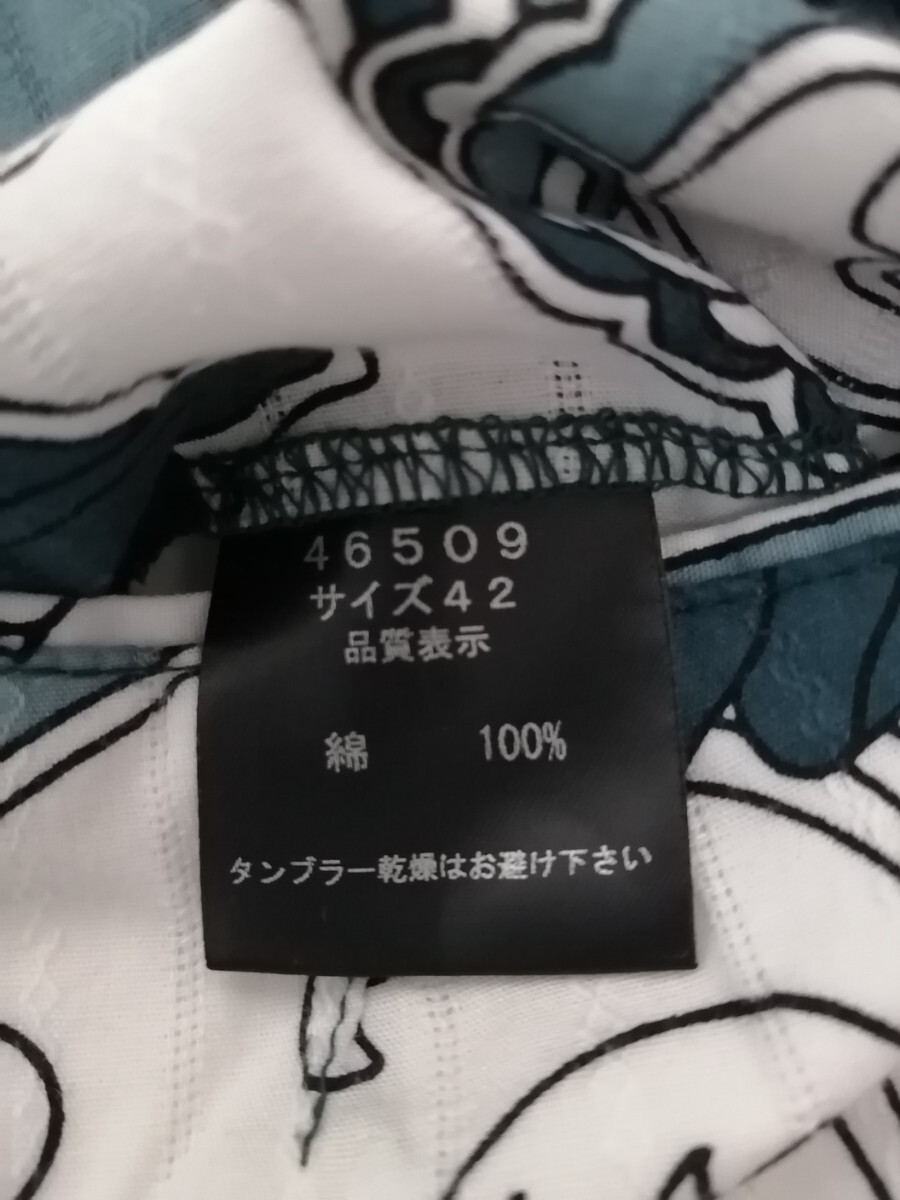 46509
サイズ42
品質表示
綿 100%
タンブラー乾燥はお避け下さい